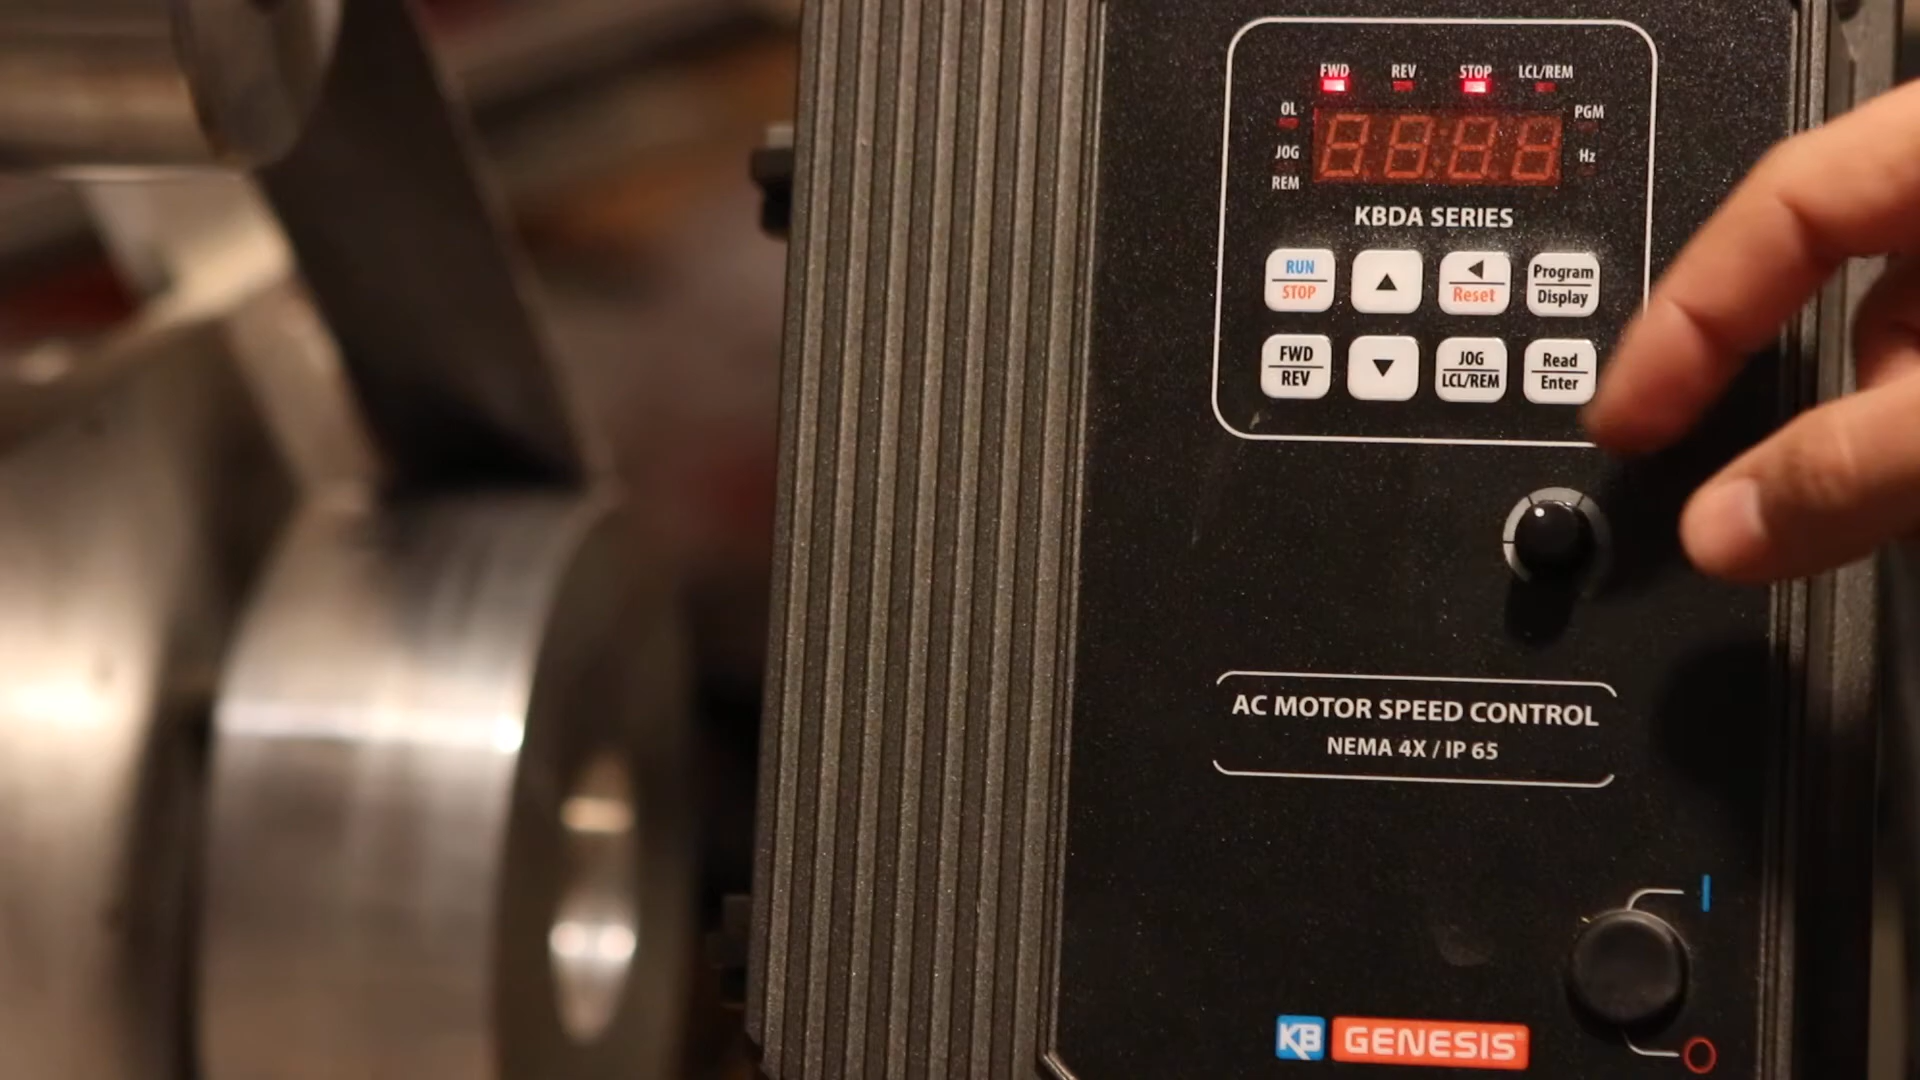 FWD REV STOP LCL/REM
OL
JOG
REM
PGM
Hz
KBDA SERIES
RUN
STOP
▲
◀
Reset
Program
Display
FWD
REV
▼
JOG
LCL/REM
Read
Enter
AC MOTOR SPEED CONTROL
NEMA 4X / IP 65
I
O
KB GENESIS